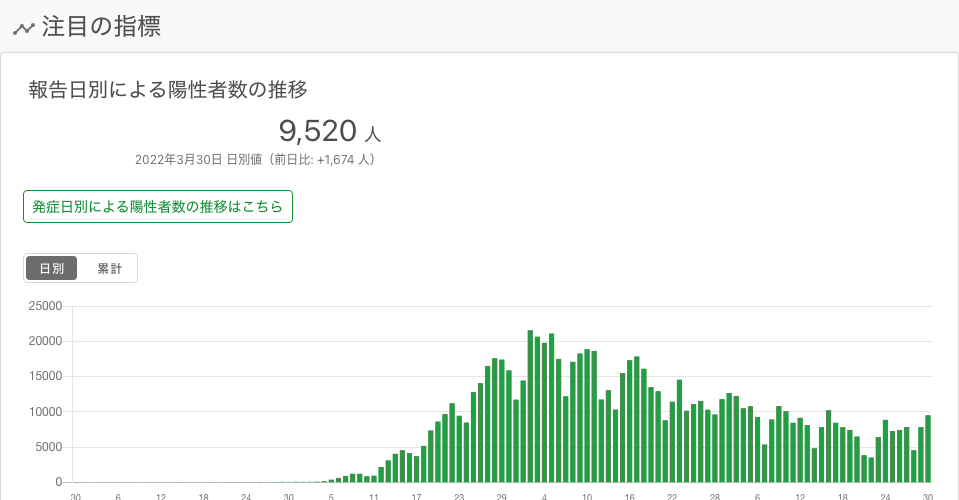 注目の指標
報告日別による陽性者数の推移
9,520 人
2022年3月30日 日別値（前日比: +1,674 人）
発症日別による陽性者数の推移はこちら
日別 累計
25000
20000
15000
10000
5000
0
30 6 12 18 24 30 5 11 17 23 29 4 10 16 22 28 6 12 18 24 30